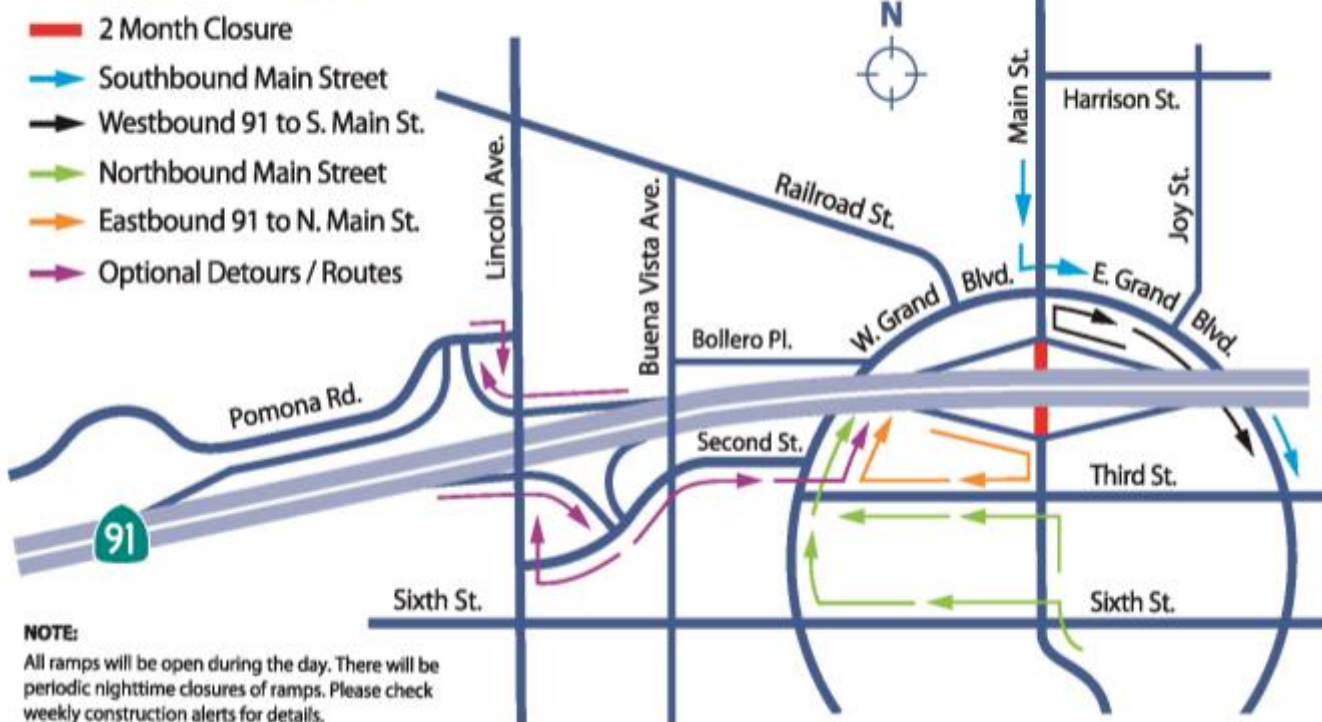 2 Month Closure
Southbound Main Street
Westbound 91 to S. Main St.
Northbound Main Street
Eastbound 91 to N. Main St.
Optional Detours / Routes
N
Main St.
Harrison St.
Joy St.
Lincoln Ave.
Buena Vista Ave.
Railroad St.
W. Grand
Blvd.
E. Grand
Blvd.
Bollero Pl.
Pomona Rd.
Second St.
Third St.
91
Sixth St.
Sixth St.
NOTE:
All ramps will be open during the day. There will be
periodic nighttime closures of ramps. Please check
weekly construction alerts for details.